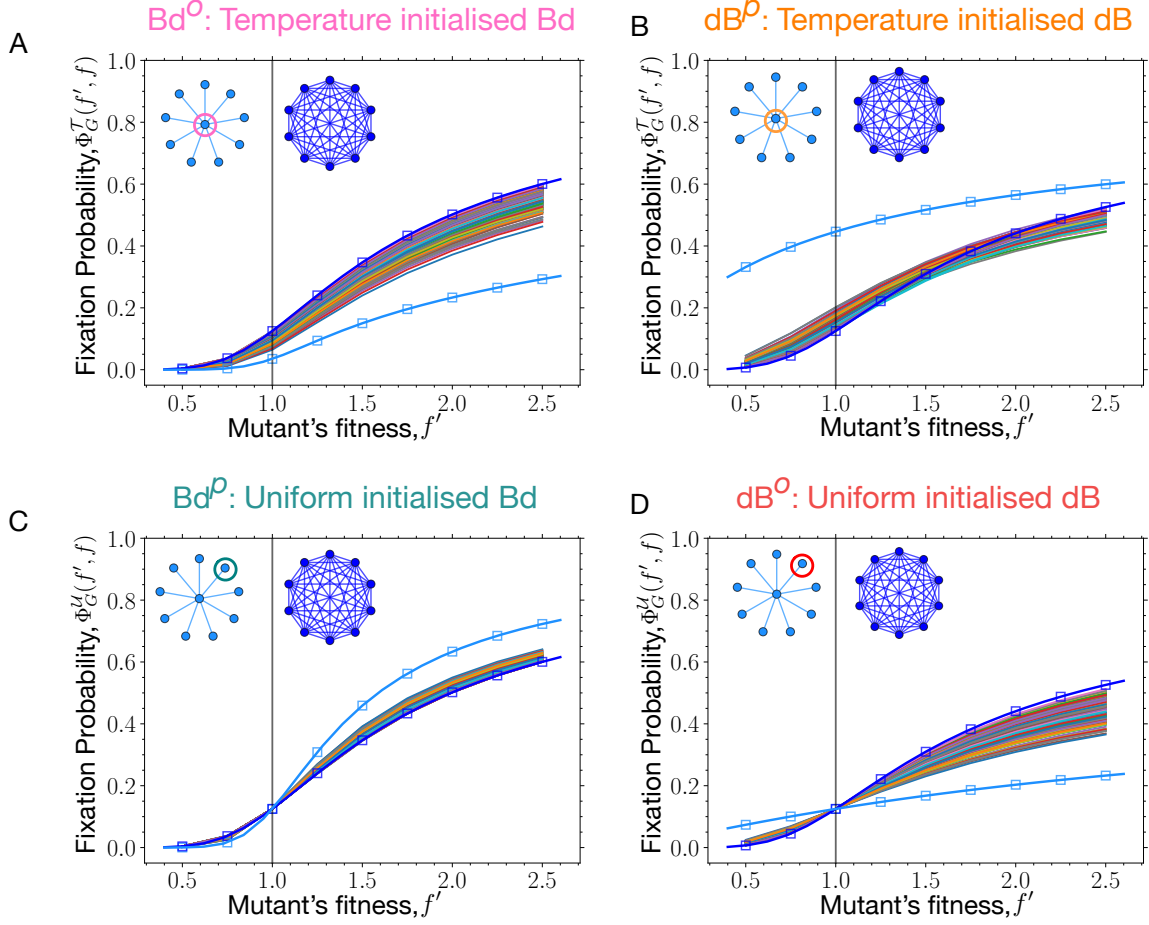 A
Bd^o: Temperature initialised Bd
Fixation Probability, Φ_G^𝒯(f′, f)
1.0
0.8
0.6
0.4
0.2
0.0
0.5
1.0
1.5
2.0
2.5
Mutant's fitness, f′
B
dB^p: Temperature initialised dB
Fixation Probability, Φ_G^𝒯(f′, f)
1.0
0.8
0.6
0.4
0.2
0.0
0.5
1.0
1.5
2.0
2.5
Mutant's fitness, f′
C
Bd^p: Uniform initialised Bd
Fixation Probability, Φ_G^𝒰(f′, f)
1.0
0.8
0.6
0.4
0.2
0.0
0.5
1.0
1.5
2.0
2.5
Mutant's fitness, f′
D
dB^o: Uniform initialised dB
Fixation Probability, Φ_G^𝒰(f′, f)
1.0
0.8
0.6
0.4
0.2
0.0
0.5
1.0
1.5
2.0
2.5
Mutant's fitness, f′